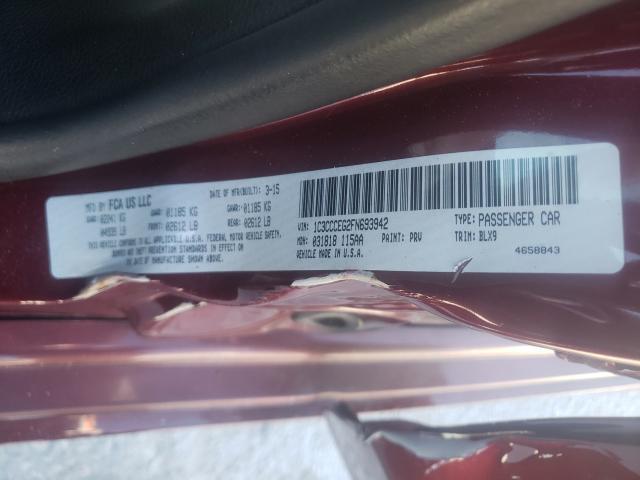 MFD BY: FCA US LLC
DATE OF MFR(BUILT): 3-15
GVWR: 02041 KG
04499 LB
GAWR: 01185 KG
FRONT: 02612 LB
GAWR: 01185 KG
REAR: 02612 LB
THIS VEHICLE CONFORMS TO ALL APPLICABLE U.S.A. FEDERAL MOTOR VEHICLE SAFETY,
BUMPER, AND THEFT PREVENTION STANDARDS IN EFFECT ON THE
DATE OF MANUFACTURE SHOWN ABOVE.
VIN: 1C3CCCEG2FN693942
TYPE: PASSENGER CAR
MDH: 031818 115AA
PAINT: PRV
TRIM: BLX9
VEHICLE MADE IN U.S.A.
4658843